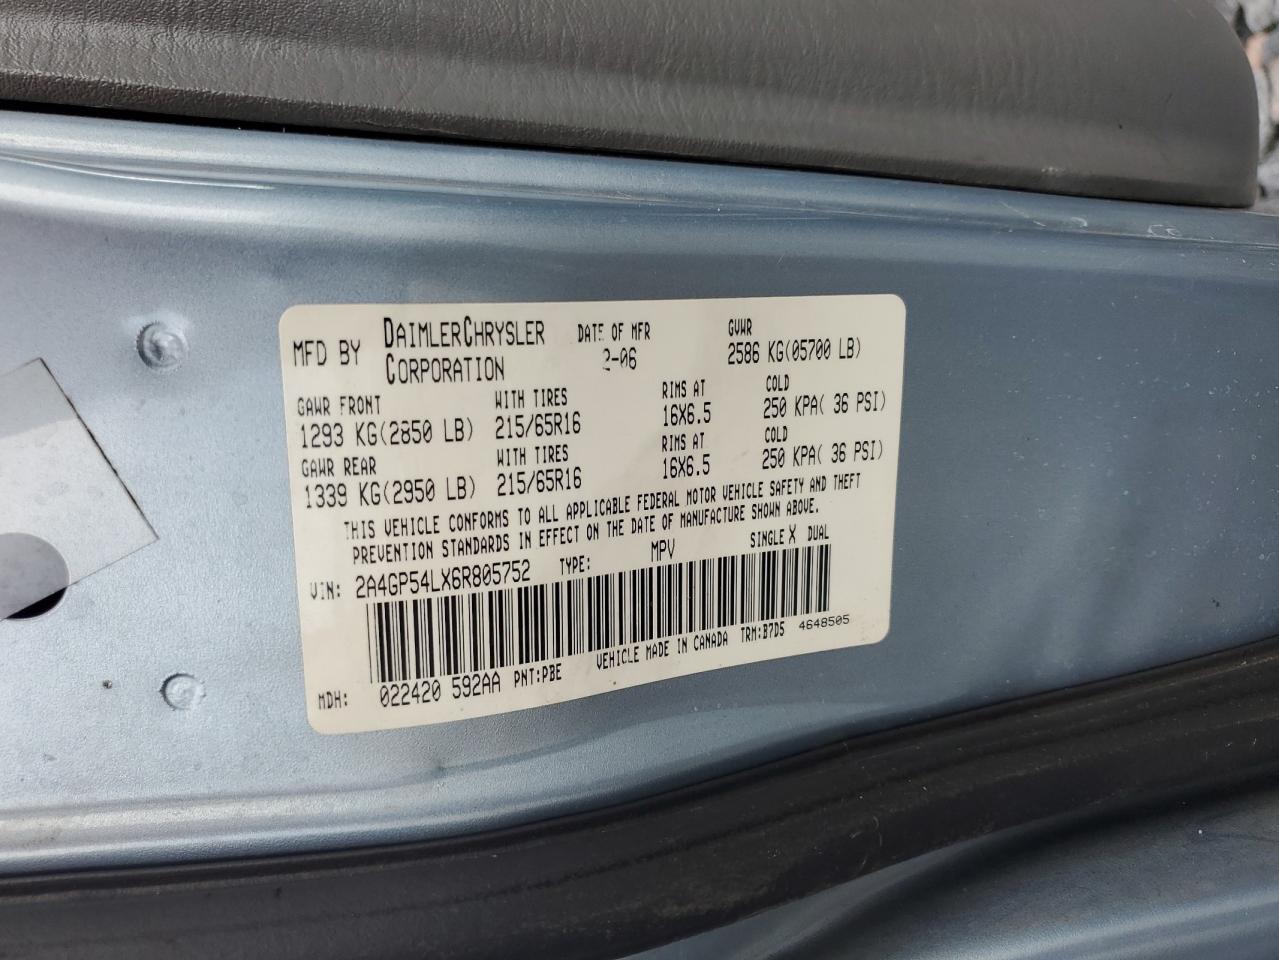 MFD BY DAIMLERCHRYSLER CORPORATION DATE OF MFR 2-06 GVWR 2586 KG(05700 LB)
GAWR FRONT WITH TIRES RIMS AT COLD
1293 KG(2850 LB) 215/65R16 16X6.5 250 KPA( 36 PSI)
GAWR REAR WITH TIRES RIMS AT COLD
1339 KG(2950 LB) 215/65R16 16X6.5 250 KPA( 36 PSI)
THIS VEHICLE CONFORMS TO ALL APPLICABLE FEDERAL MOTOR VEHICLE SAFETY AND THEFT
PREVENTION STANDARDS IN EFFECT ON THE DATE OF MANUFACTURE SHOWN ABOVE.
VIN: 2A4GP54LX6R805752 TYPE: MPV SINGLE X DUAL
MDH: 022420 592AA PNT:PBE VEHICLE MADE IN CANADA TRM:B7D5 4648505